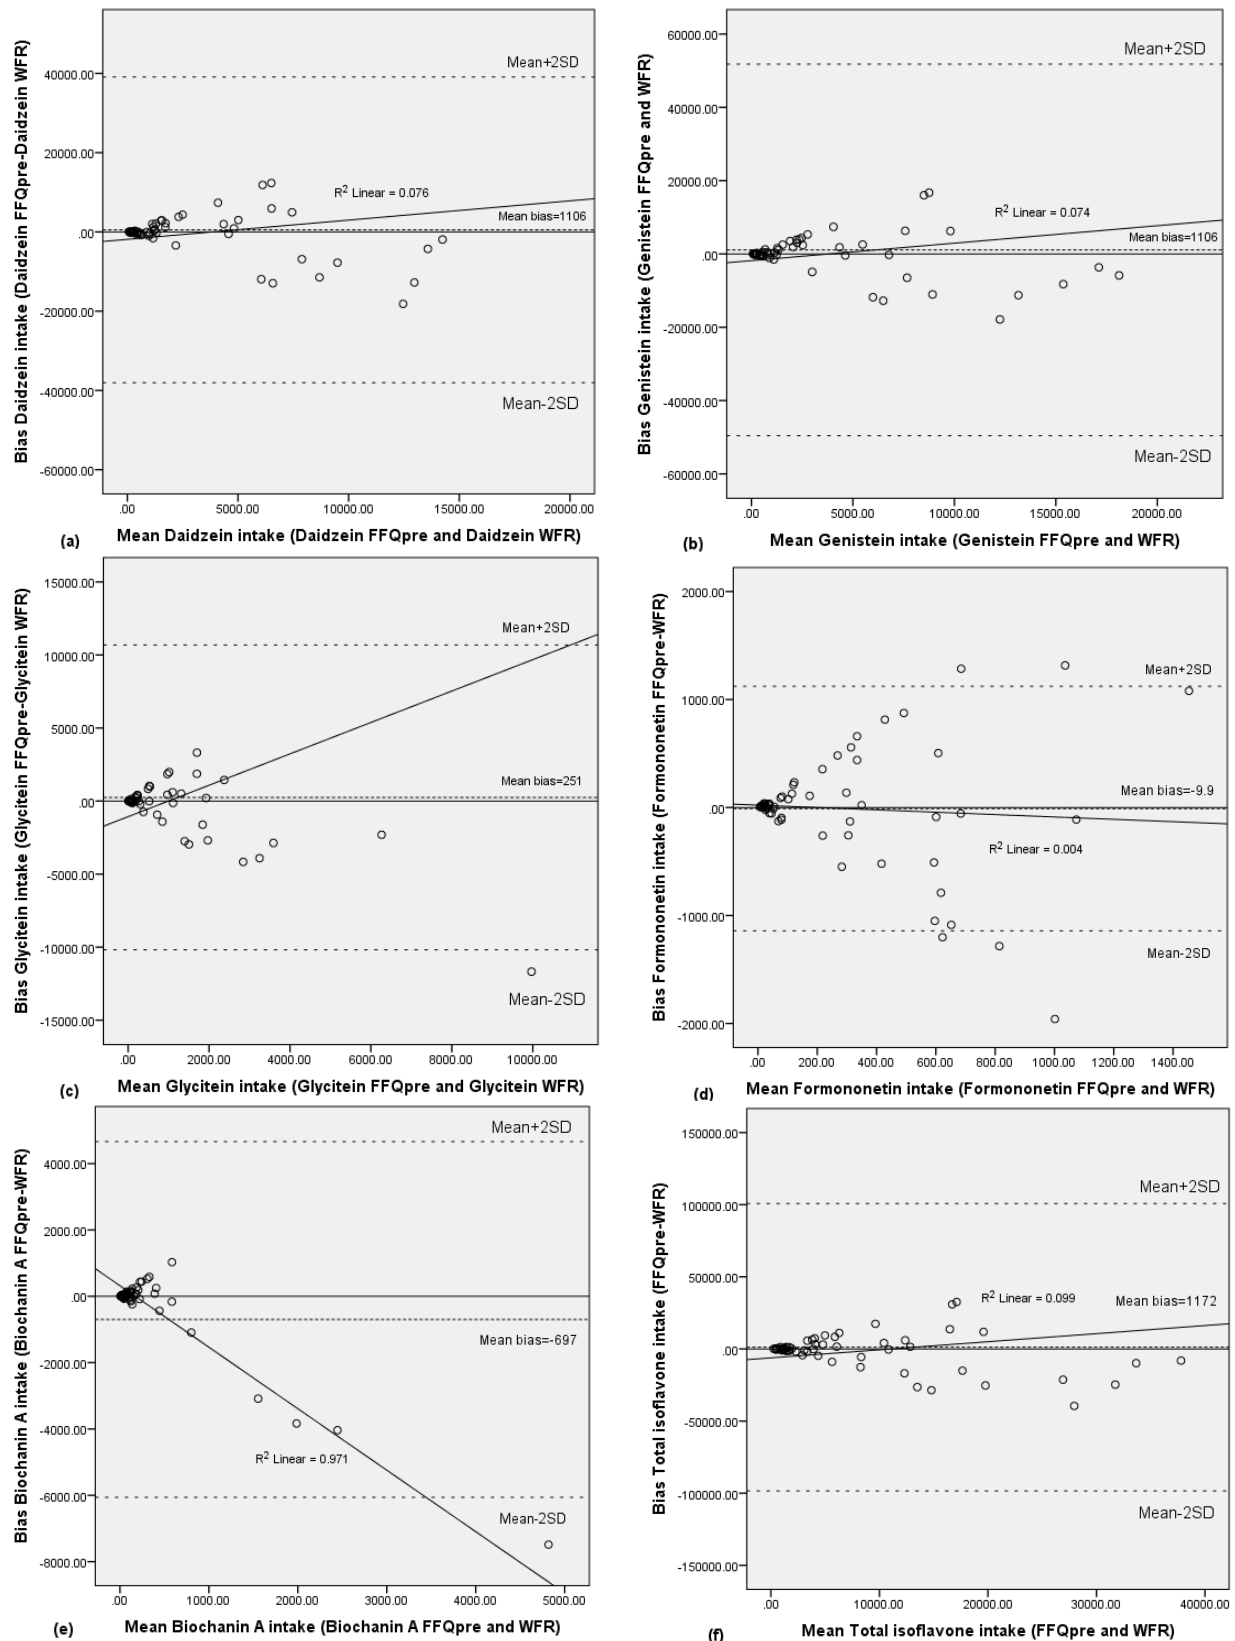 Bias Daidzein intake (Daidzein FFQpre-Daidzein WFR)
40000.00
20000.00
.00
-20000.00
-40000.00
-60000.00
Mean+2SD
R2 Linear = 0.076
Mean bias=1106
Mean-2SD
.00 5000.00 10000.00 15000.00 20000.00
Mean Daidzein intake (Daidzein FFQpre and Daidzein WFR)
(a)
Bias Genistein intake (Genistein FFQpre and WFR)
60000.00
40000.00
20000.00
.00
-20000.00
-40000.00
-60000.00
Mean+2SD
R2 Linear = 0.074
Mean bias=1106
Mean-2SD
.00 5000.00 10000.00 15000.00 20000.00
Mean Genistein intake (Genistein FFQpre and WFR)
(b)
Bias Glycitein intake (Glycitein FFQpre-Glycitein WFR)
15000.00
10000.00
5000.00
.00
-5000.00
-10000.00
-15000.00
Mean+2SD
Mean bias=251
Mean-2SD
.00 2000.00 4000.00 6000.00 8000.00 10000.00
Mean Glycitein intake (Glycitein FFQpre and Glycitein WFR)
(c)
Bias Formononetin intake (Formononetin FFQpre-WFR)
2000.00
1000.00
.00
-1000.00
-2000.00
Mean+2SD
Mean bias=-9.9
R2 Linear = 0.004
Mean-2SD
.00 200.00 400.00 600.00 800.00 1000.00 1200.00 1400.00
Mean Formononetin intake (Formononetin FFQpre and WFR)
(d)
Bias Biochanin A intake (Biochanin A FFQpre-WFR)
4000.00
2000.00
.00
-2000.00
-4000.00
-6000.00
-8000.00
Mean+2SD
Mean bias=-697
R2 Linear = 0.971
Mean-2SD
.00 1000.00 2000.00 3000.00 4000.00 5000.00
Mean Biochanin A intake (Biochanin A FFQpre and WFR)
(e)
Bias Total isoflavone intake (FFQpre-WFR)
150000.00
100000.00
50000.00
.00
-50000.00
-100000.00
-150000.00
Mean+2SD
R2 Linear = 0.099
Mean bias=1172
Mean-2SD
.00 10000.00 20000.00 30000.00 40000.00
Mean Total isoflavone intake (FFQpre and WFR)
(f)